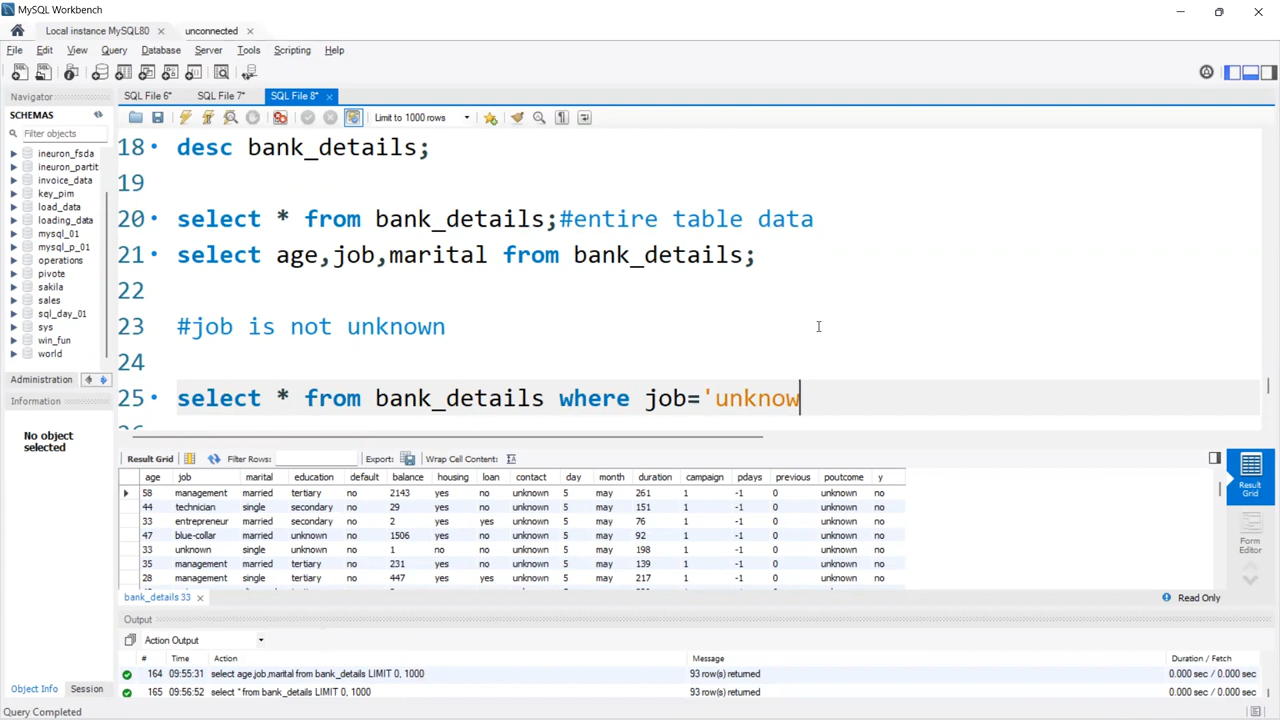 MySQL Workbench
Local instance MySQL80 × unconnected ×
File Edit View Query Database Server Tools Scripting Help
Navigator
SCHEMAS
Filter objects
ineuron_fsda
ineuron_partit
invoice_data
key_pim
load_data
loading_data
mysql_01
mysql_p_01
operations
pivote
sakila
sales
sql_day_01
sys
win_fun
world
Administration
Information
No object
selected
Object Info Session
SQL File 6* SQL File 7* SQL File 8* ×
Limit to 1000 rows
18 desc bank_details;
19
20 select * from bank_details;#entire table data
21 select age,job,marital from bank_details;
22
23 #job is not unknown
24
25 select * from bank_details where job='unknow
26
Result Grid Filter Rows: Export: Wrap Cell Content:
age job marital education default balance housing loan contact day month duration campaign pdays previous poutcome y
58 management married tertiary no 2143 yes no unknown 5 may 261 1 -1 0 unknown no
44 technician single secondary no 29 yes no unknown 5 may 151 1 -1 0 unknown no
33 entrepreneur married secondary no 2 yes yes unknown 5 may 76 1 -1 0 unknown no
47 blue-collar married unknown no 1506 yes no unknown 5 may 92 1 -1 0 unknown no
33 unknown single unknown no 1 no no unknown 5 may 198 1 -1 0 unknown no
35 management married tertiary no 231 yes no unknown 5 may 139 1 -1 0 unknown no
28 management single tertiary no 447 yes yes unknown 5 may 217 1 -1 0 unknown no
Result
Grid
Form
Editor
bank_details 33 × Read Only
Output
Action Output
# Time Action Message Duration / Fetch
164 09:55:31 select age,job,marital from bank_details LIMIT 0, 1000 93 row(s) returned 0.000 sec / 0.000 sec
165 09:56:52 select * from bank_details LIMIT 0, 1000 93 row(s) returned 0.000 sec / 0.000 sec
Query Completed